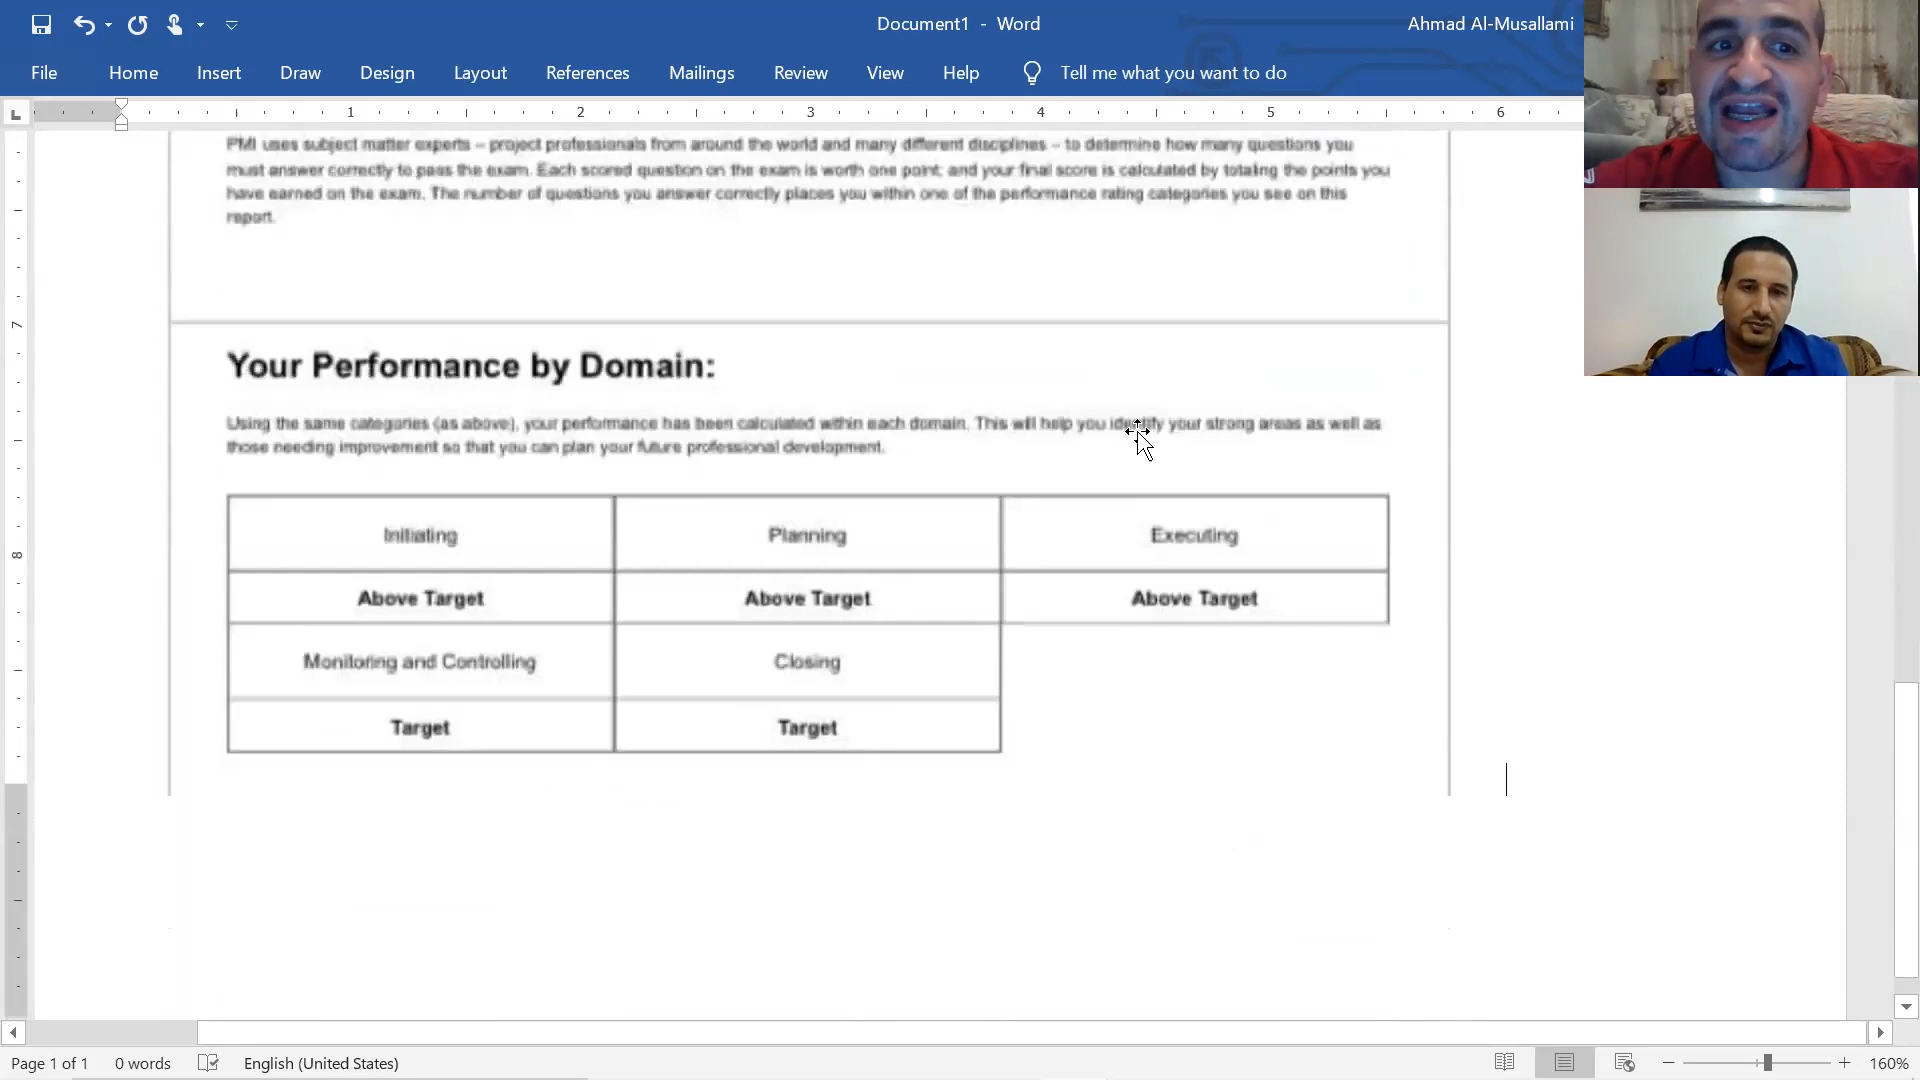 Document1 - Word
Ahmad Al-Musallami
File Home Insert Draw Design Layout References Mailings Review View Help Tell me what you want to do
1 2 3 4 5 6
PMI uses subject matter experts – project professionals from around the world and many different disciplines – to determine how many questions you
must answer correctly to pass the exam. Each scored question on the exam is worth one point, and your final score is calculated by totaling the points you
have earned on the exam. The number of questions you answer correctly places you within one of the performance rating categories you see on this
report.
7
Your Performance by Domain:
Using the same categories (as above), your performance has been calculated within each domain. This will help you identify your strong areas as well as
those needing improvement so that you can plan your future professional development.
Initiating Planning Executing
8
Above Target Above Target Above Target
Monitoring and Controlling Closing
Target Target
Page 1 of 1 0 words English (United States) 160%